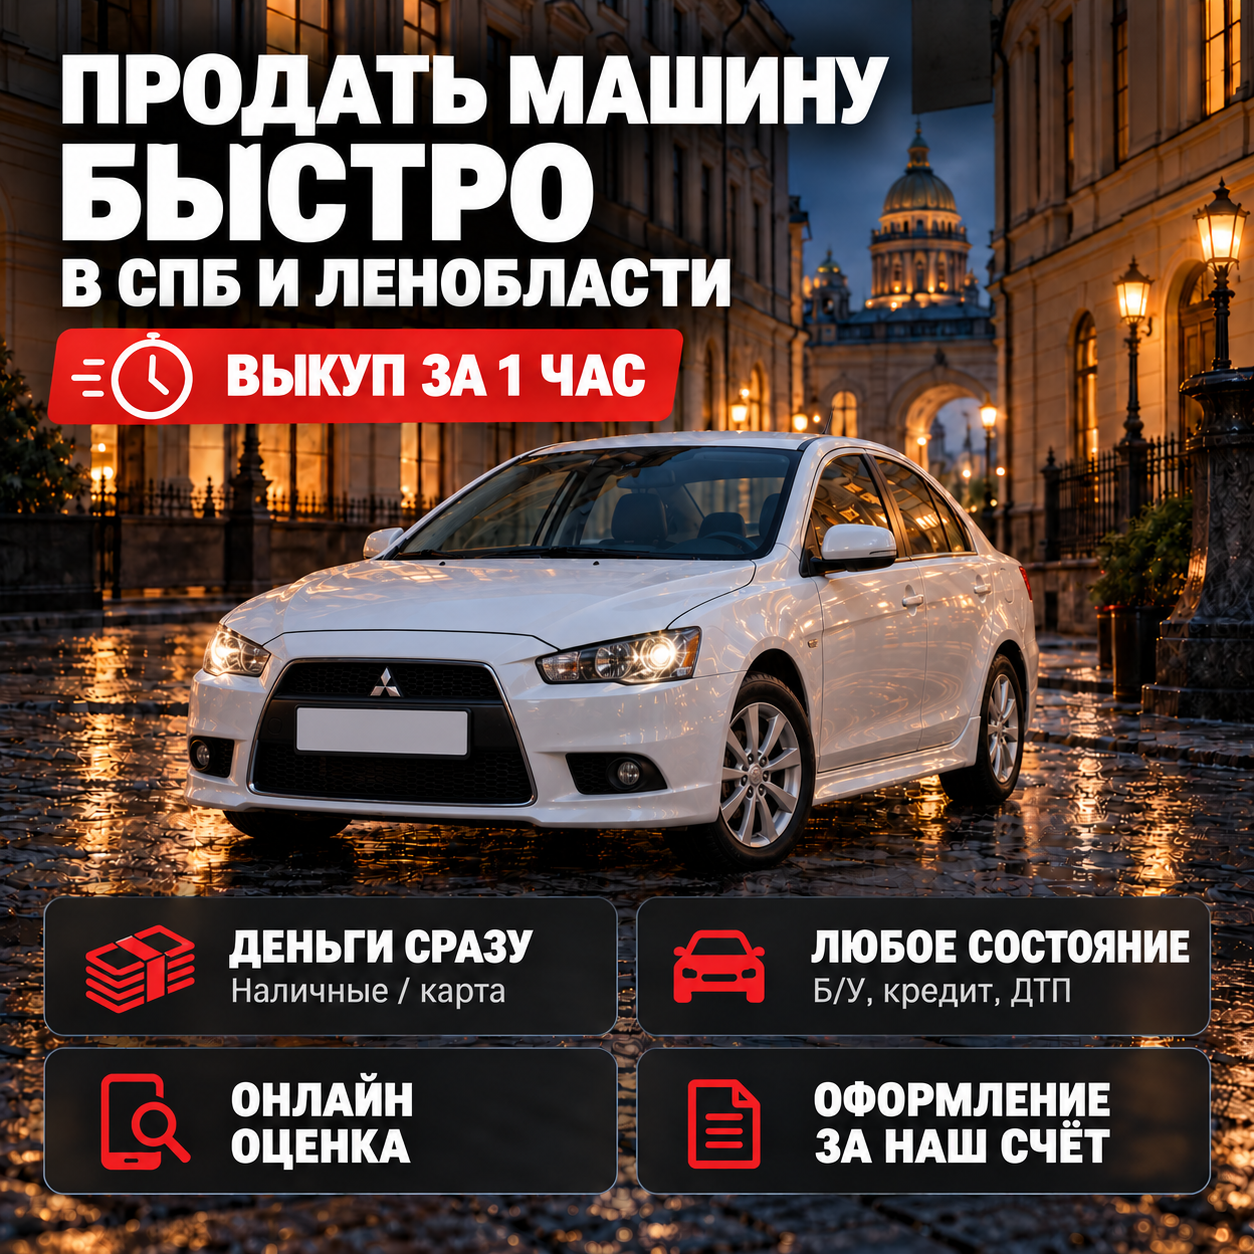 ПРОДАТЬ МАШИНУ
БЫСТРО
В СПБ И ЛЕНОБЛАСТИ
ВЫКУП ЗА 1 ЧАС
ДЕНЬГИ СРАЗУ
Наличные / карта
ЛЮБОЕ СОСТОЯНИЕ
Б/У, кредит, ДТП
ОНЛАЙН
ОЦЕНКА
ОФОРМЛЕНИЕ
ЗА НАШ СЧЁТ